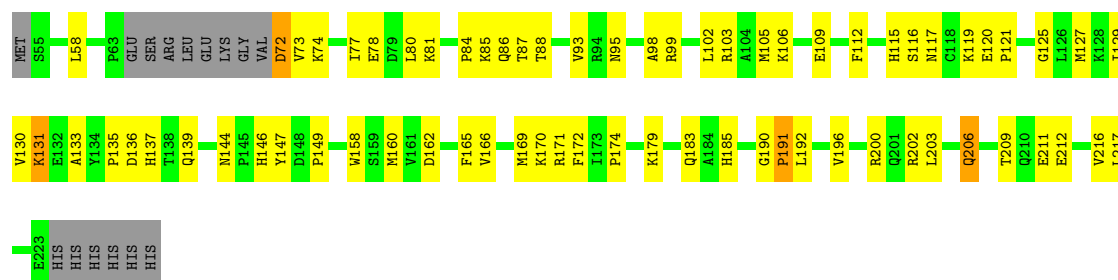 MET S55 L58 P63 GLU SER ARG LEU GLU LYS GLY VAL D72 V73 K74 I77 E78 D79 L80 K81 P84 K85 Q86 T87 T88 V93 R94 N95 A98 R99 L102 R103 A104 M105 K106 E109 F112 H115 S116 N117 C118 K119 E120 P121 G125 L126 M127 K128
V130 K131 E132 A133 Y134 P135 D136 H137 T138 Q139 N144 P145 H146 Y147 D148 P149 W158 S159 M160 V161 D162 F165 V166 M169 K170 R171 F172 I173 P174 K179 Q183 A184 H185 G190 P191 L192 V196 R200 Q201 R202 L203 Q206 T209 Q210 E211 E212 V216
E223 HIS HIS HIS HIS HIS HIS